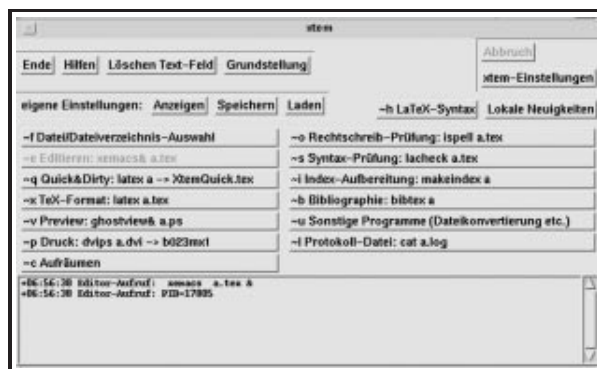 xtem
Abbruch
Ende Hilfen Löschen Text-Feld Grundstellung
xtem-Einstellungen
eigene Einstellungen: Anzeigen Speichern Laden
~h LaTeX-Syntax Lokale Neuigkeiten
~f Datei/Dateiverzeichnis-Auswahl
~o Rechtschreib-Prüfung: ispell a.tex
~e Editieren: xemacs& a.tex
~s Syntax-Prüfung: lacheck a.tex
~q Quick&Dirty: latex a -> XtemQuick.tex
~i Index-Aufbereitung: makeindex a
~x TeX-Format: latex a.tex
~b Bibliographie: bibtex a
~v Preview: ghostview& a.ps
~u Sonstige Programme (Dateikonvertierung etc.)
~p Druck: dvips a.dvi -> b023mx1
~l Protokoll-Datei: cat a.log
~c Aufräumen
+06:56:30 Editor-Aufruf: xemacs a.tex &
+06:56:30 Editor-Aufruf: PID=17805